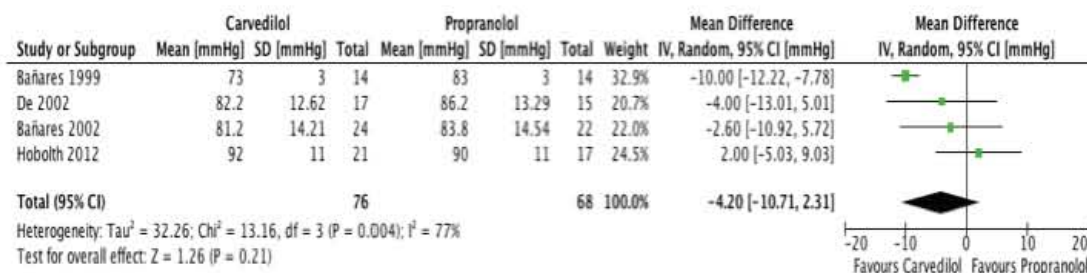 Carvedilol Propranolol Mean Difference Mean Difference
Study or Subgroup Mean [mmHg] SD [mmHg] Total Mean [mmHg] SD [mmHg] Total Weight IV, Random, 95% CI [mmHg] IV, Random, 95% CI [mmHg]
Bañares 1999 73 3 14 83 3 14 32.9% −10.00 [−12.22, −7.78]
De 2002 82.2 12.62 17 86.2 13.29 15 20.7% −4.00 [−13.01, 5.01]
Bañares 2002 81.2 14.21 24 83.8 14.54 22 22.0% −2.60 [−10.92, 5.72]
Hobolth 2012 92 11 21 90 11 17 24.5% 2.00 [−5.03, 9.03]
Total (95% CI) 76 68 100.0% −4.20 [−10.71, 2.31]
Heterogeneity: Tau² = 32.26; Chi² = 13.16, df = 3 (P = 0.004); I² = 77%
Test for overall effect: Z = 1.26 (P = 0.21)
−20 −10 0 10 20
Favours Carvedilol Favours Propranolol